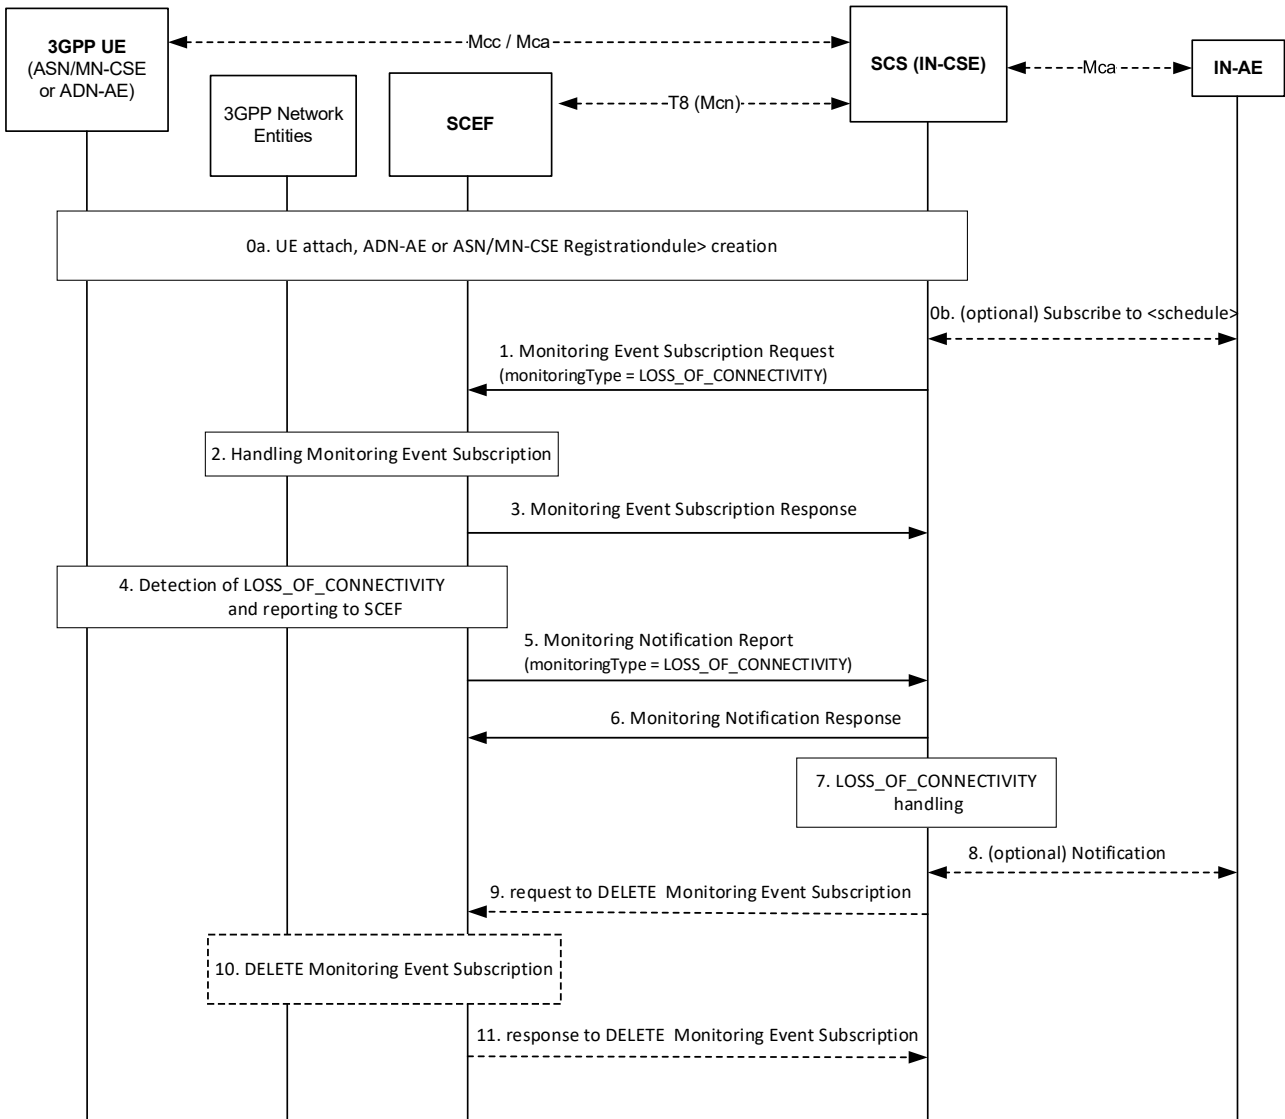 3GPP UE
(ASN/MN-CSE
or ADN-AE)
Mcc / Mca
SCS (IN-CSE)
Mca
IN-AE
3GPP Network
Entities
SCEF
T8 (Mcn)
0a. UE attach, ADN-AE or ASN/MN-CSE Registrationdule> creation
0b. (optional) Subscribe to <schedule>
1. Monitoring Event Subscription Request
(monitoringType = LOSS_OF_CONNECTIVITY)
2. Handling Monitoring Event Subscription
3. Monitoring Event Subscription Response
4. Detection of LOSS_OF_CONNECTIVITY
and reporting to SCEF
5. Monitoring Notification Report
(monitoringType = LOSS_OF_CONNECTIVITY)
6. Monitoring Notification Response
7. LOSS_OF_CONNECTIVITY
handling
8. (optional) Notification
9. request to DELETE  Monitoring Event Subscription
10. DELETE Monitoring Event Subscription
11. response to DELETE  Monitoring Event Subscription